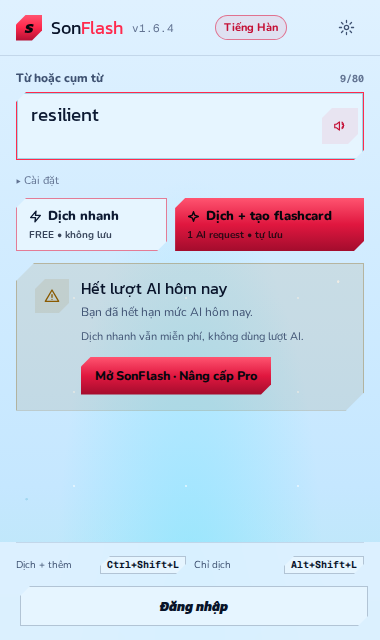 S SonFlash v1.6.4 Tiếng Hàn
Từ hoặc cụm từ 9/80
resilient
▸ Cài đặt
Dịch nhanh
FREE • không lưu
Dịch + tạo flashcard
1 AI request • tự lưu
Hết lượt AI hôm nay
Bạn đã hết hạn mức AI hôm nay.
Dịch nhanh vẫn miễn phí, không dùng lượt AI.
Mở SonFlash · Nâng cấp Pro
Dịch + thêm Ctrl+Shift+L Chỉ dịch Alt+Shift+L
Đăng nhập